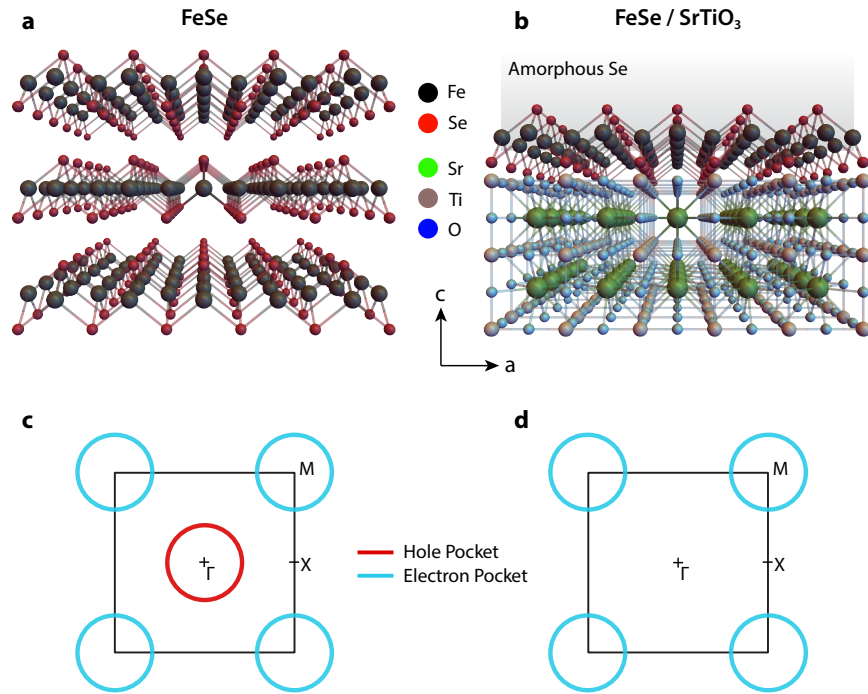 a
FeSe
b
FeSe / SrTiO₃
Amorphous Se
Fe
Se
Sr
Ti
O
c
a
c
M
Γ
X
Hole Pocket
Electron Pocket
d
M
Γ
X